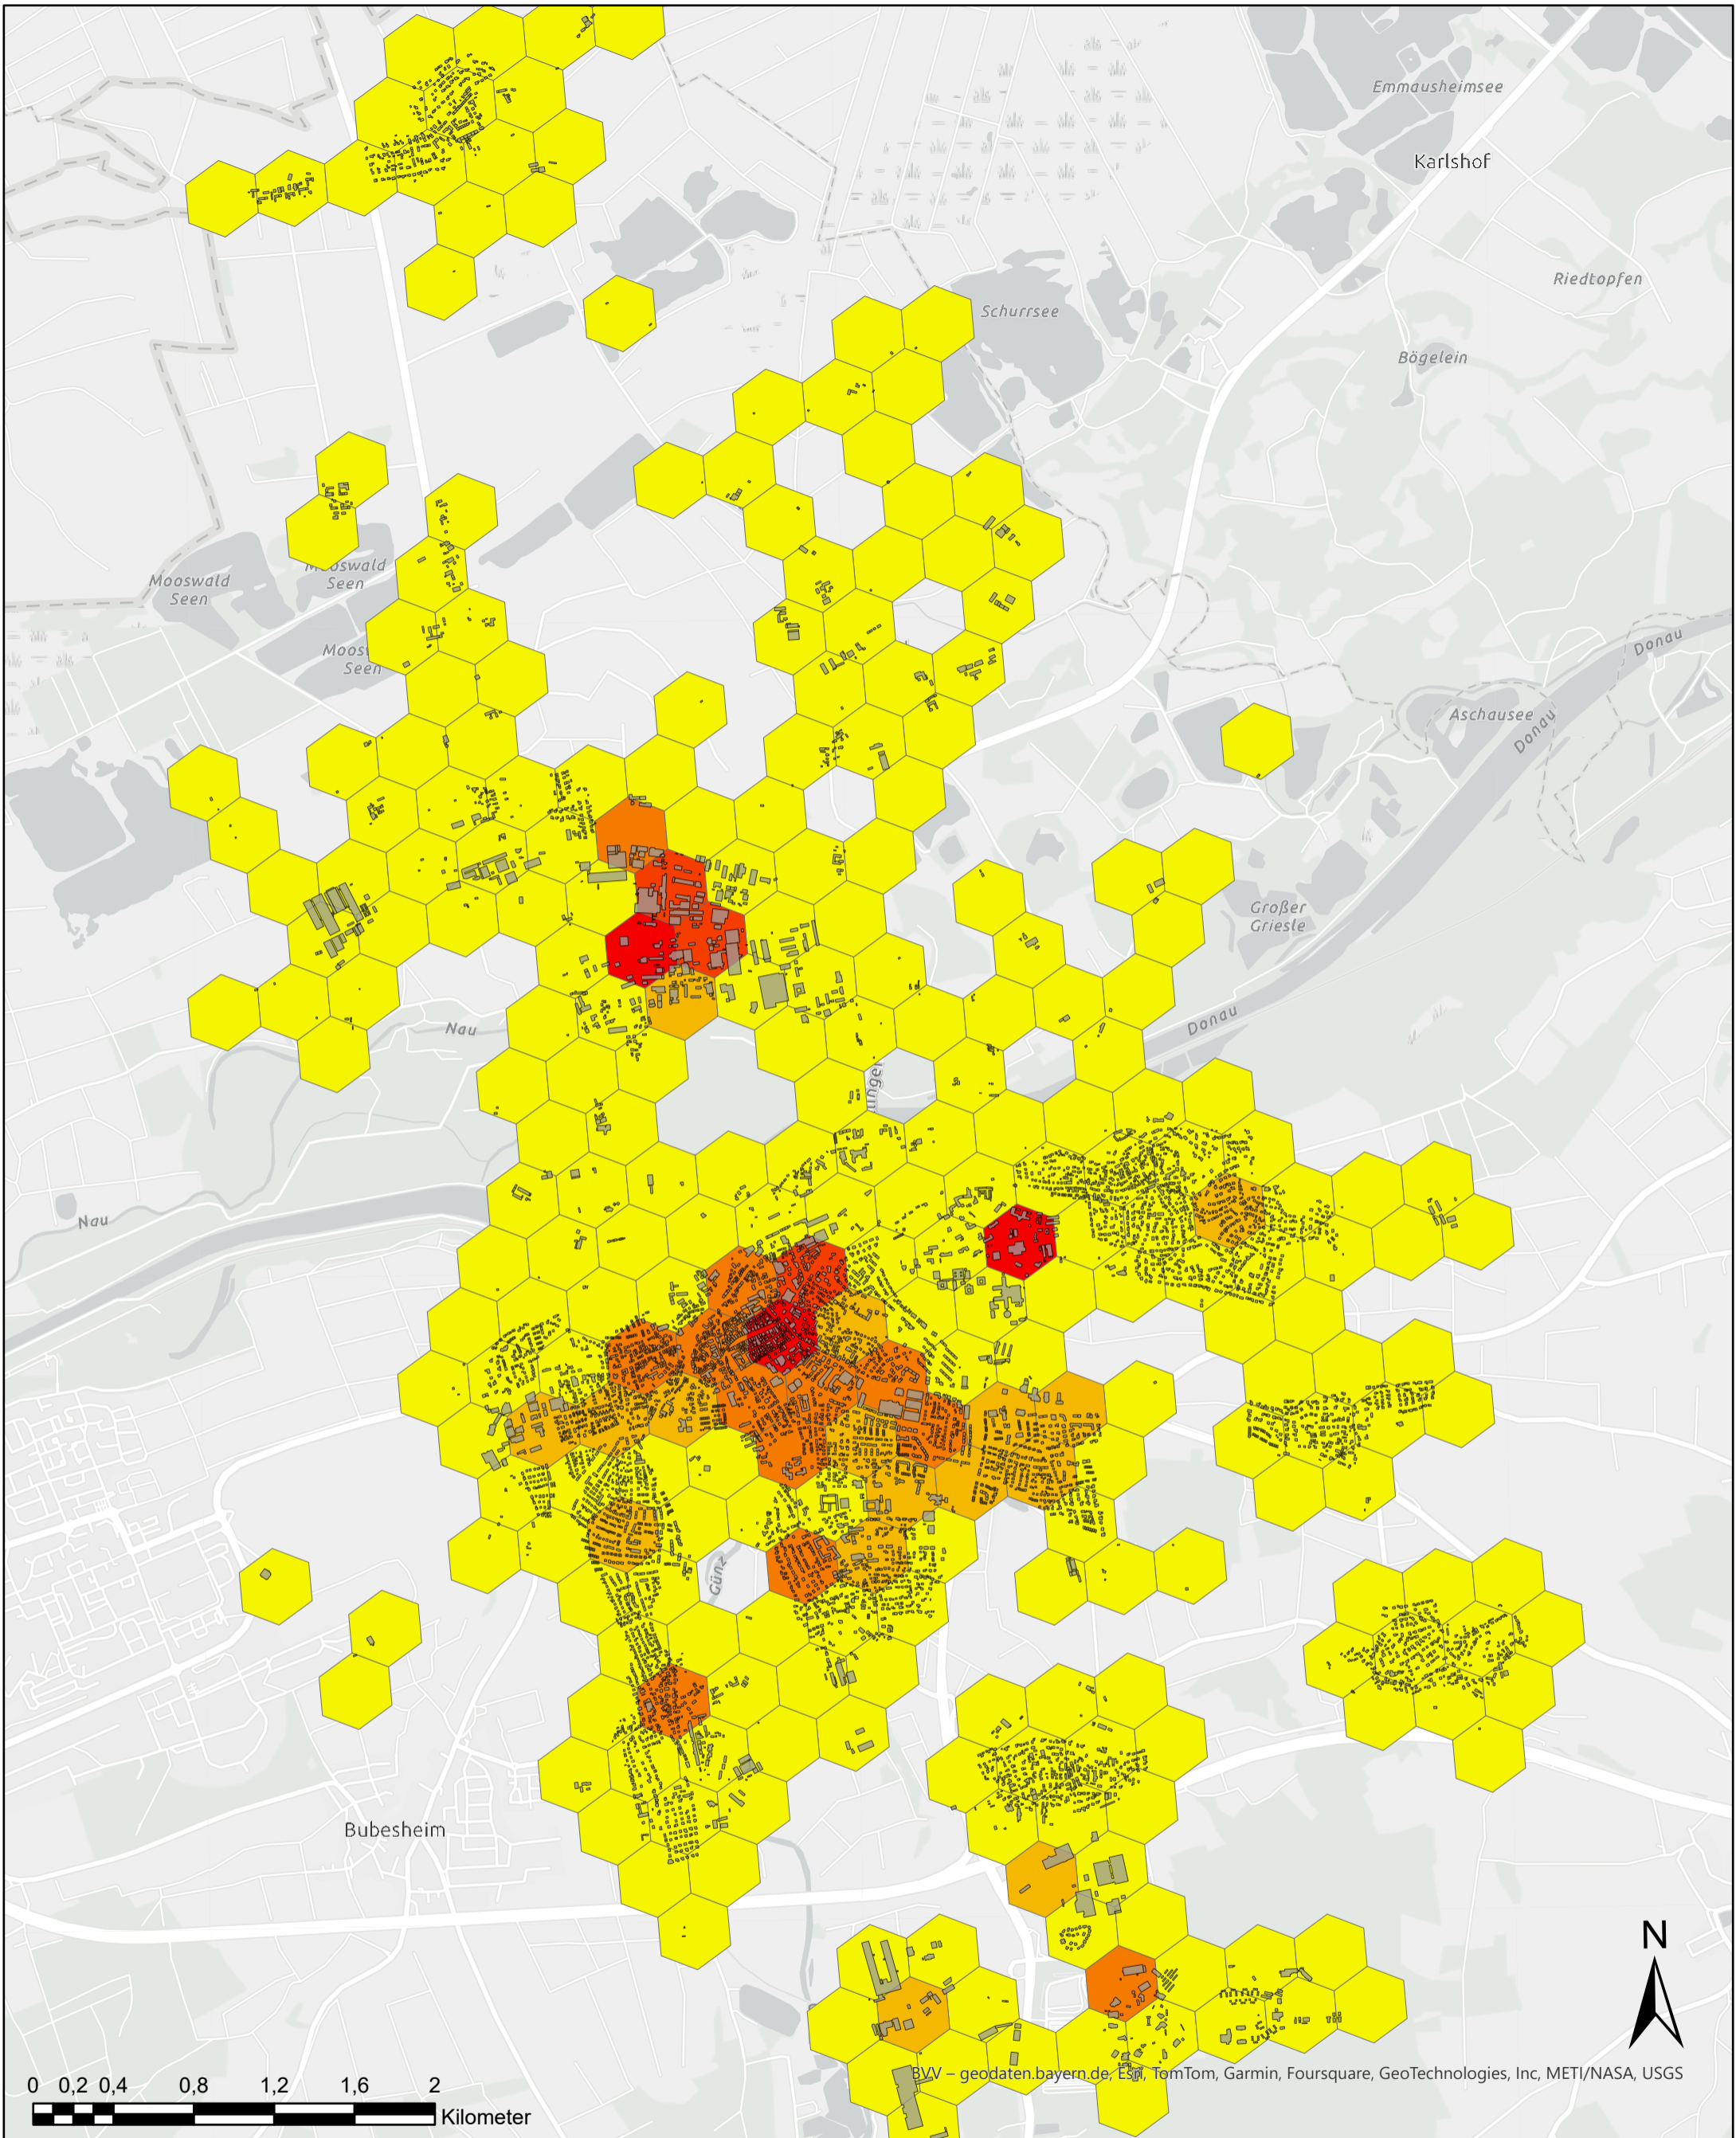 Emmausheimsee
Karlshof
Riedtopfen
Schurrsee
Bögelein
Mooswald
Seen
Mooswald
Seen
Seen
Donau
Aschausee
Donau
Großer
Griesle
Nau
Donau
Nau
Günz
Bubesheim
N
BVV – geodaten.bayern.de, Esri, TomTom, Garmin, Foursquare, GeoTechnologies, Inc, METI/NASA, USGS
0 0,2 0,4 0,8 1,2 1,6 2
Kilometer